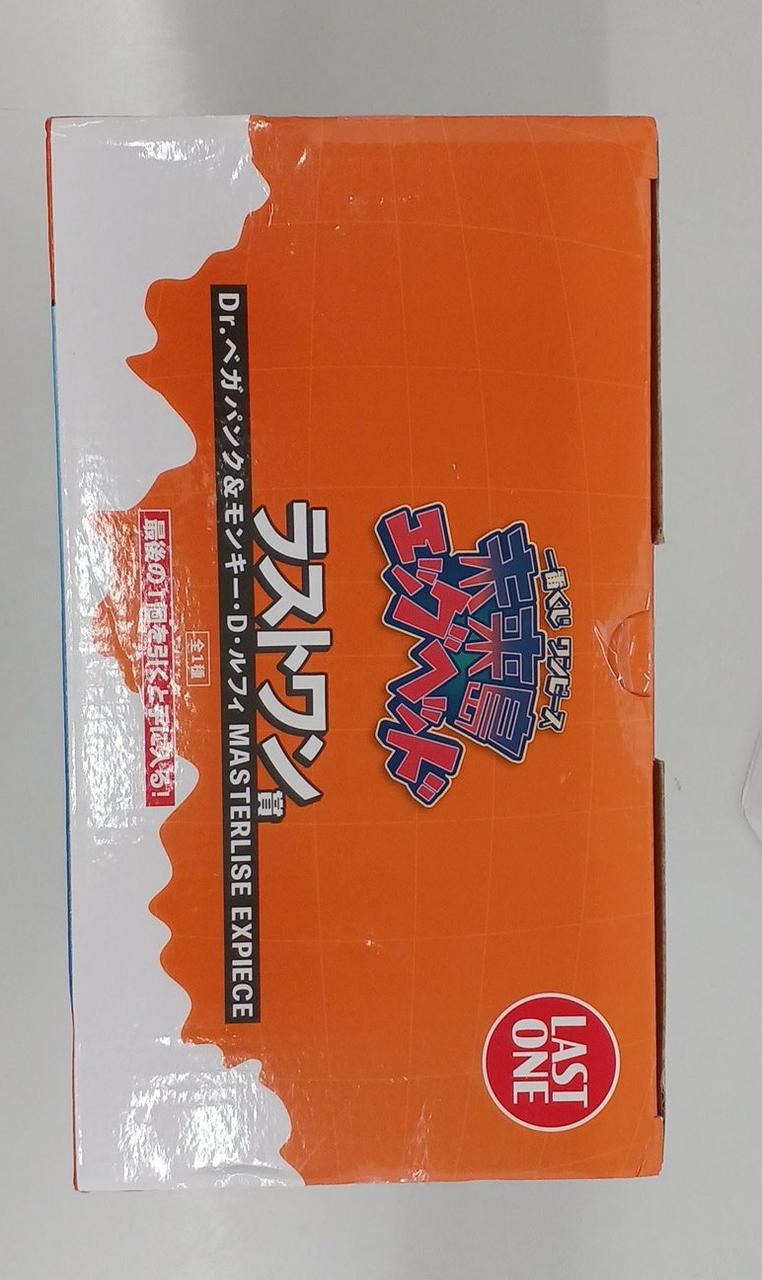 一番くじ ワンピース
未来島
エッグヘッド
LAST
ONE
ラストワン賞
Dr.ベガパンク&モンキー・D・ルフィ MASTERLISE EXPIECE
全1種
最後の1個を引くと手に入る!